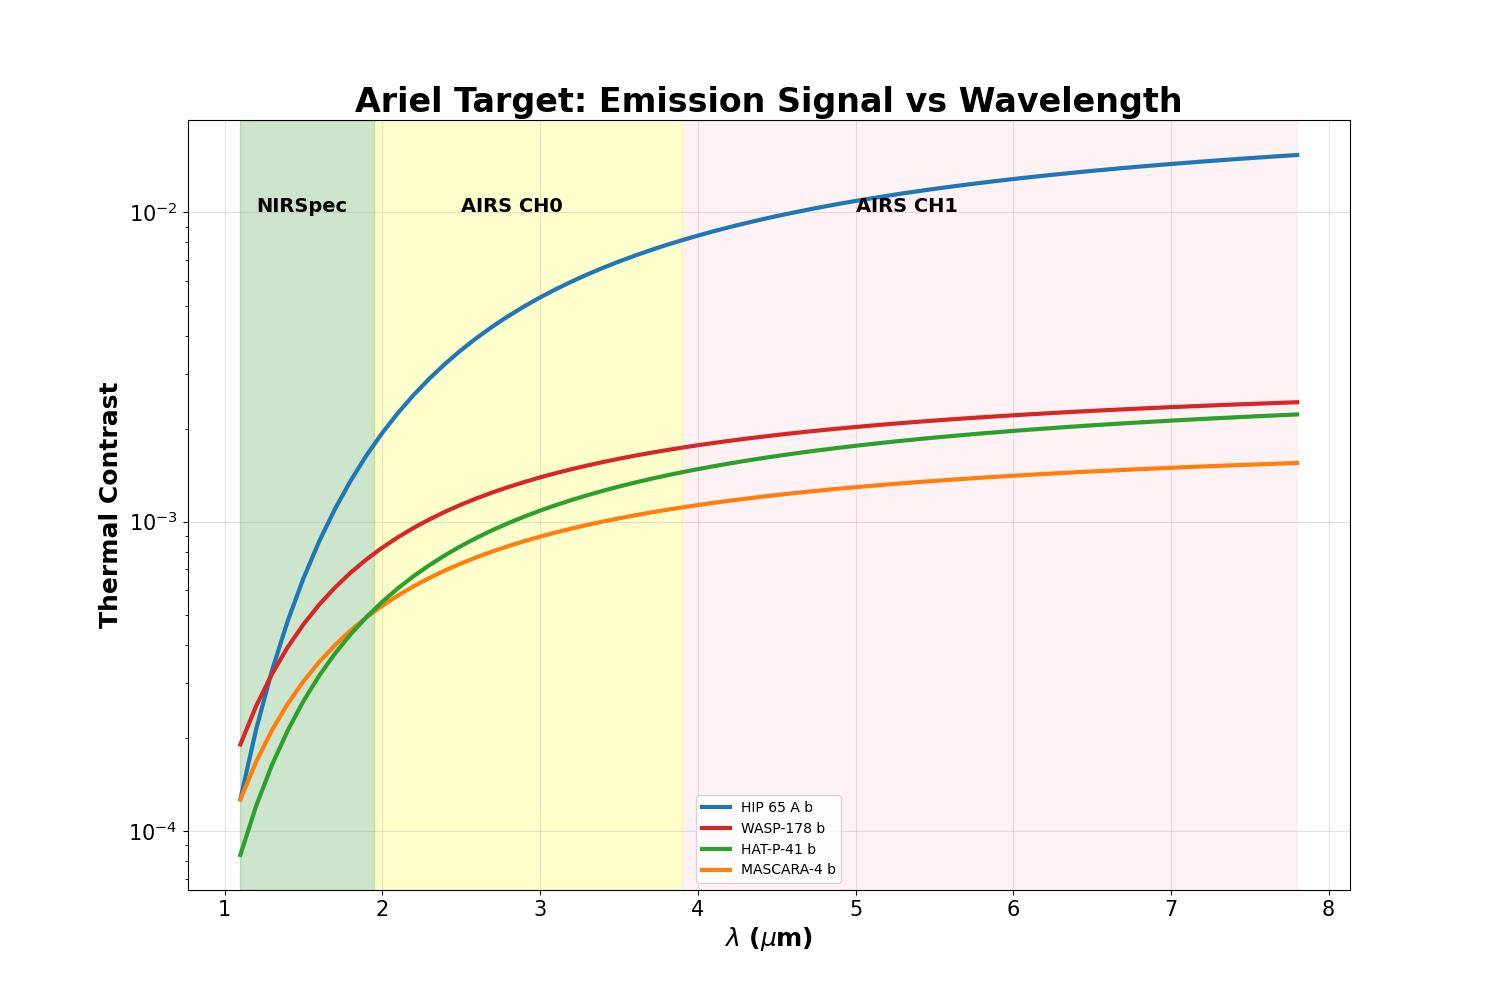 Ariel Target: Emission Signal vs Wavelength
Thermal Contrast
10⁻²
10⁻³
10⁻⁴
NIRSpec
AIRS CH0
AIRS CH1
HIP 65 A b
WASP-178 b
HAT-P-41 b
MASCARA-4 b
1 2 3 4 5 6 7 8
λ (μm)